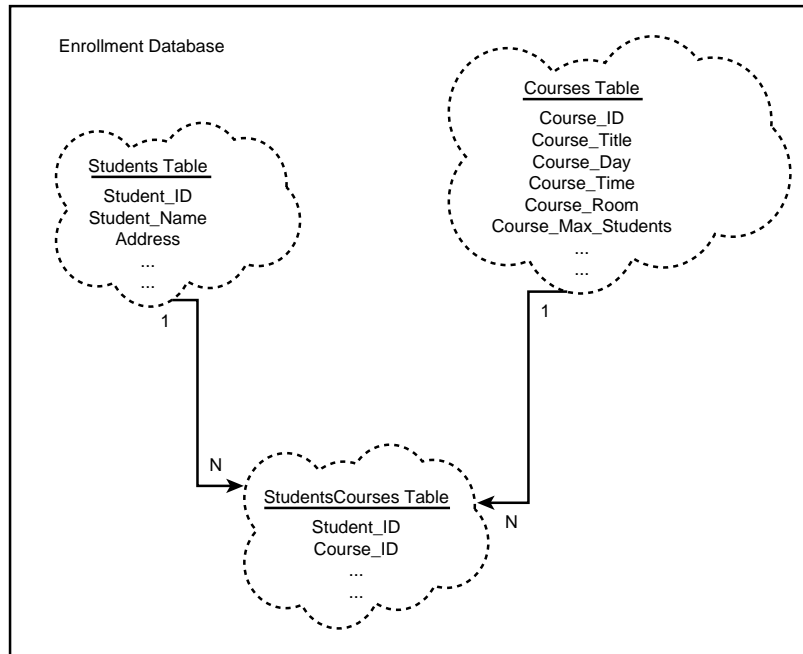 Enrollment Database
Students Table
Student_ID
Student_Name
Address
...
...
1
Courses Table
Course_ID
Course_Title
Course_Day
Course_Time
Course_Room
Course_Max_Students
...
...
1
N
StudentsCourses Table
Student_ID
Course_ID
...
...
N